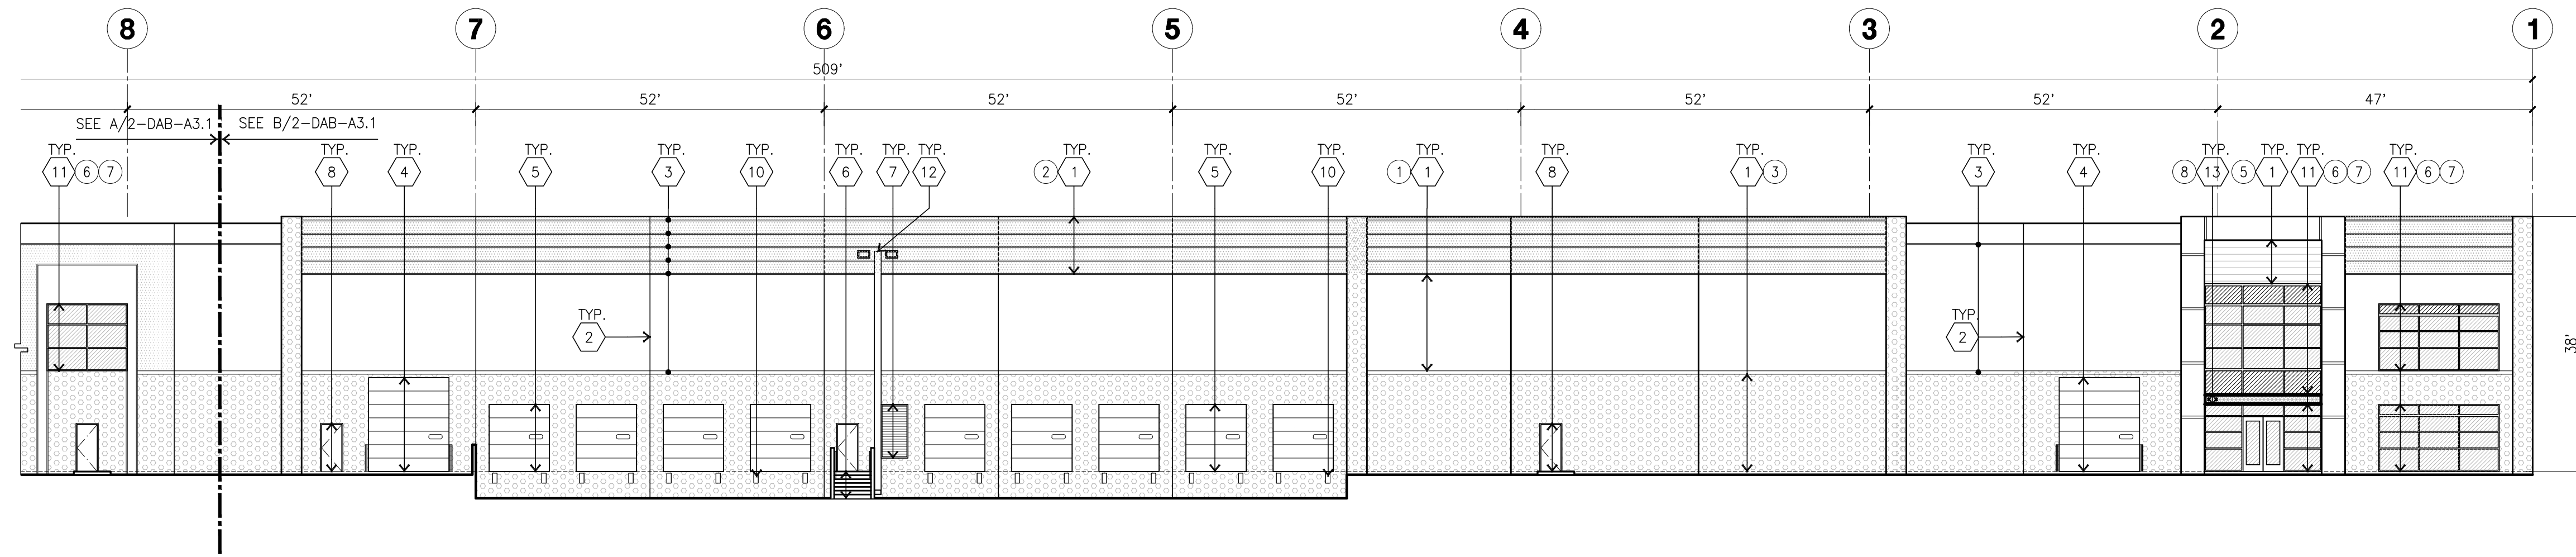 8 7 6 5 4 3 2 1
509'
52' 52' 52' 52' 52' 52' 47'
SEE A/2-DAB-A3.1 SEE B/2-DAB-A3.1
TYP. TYP. TYP. TYP. TYP. TYP. TYP. TYP. TYP. TYP. TYP. TYP. TYP. TYP. TYP. TYP. TYP. TYP. TYP. TYP. TYP.
11 6 7 8 4 5 3 10 6 7 12 2 1 5 10 1 1 8 1 3 3 4 8 13 5 1 11 6 7 11 6 7
TYP. TYP.
2 2
38'